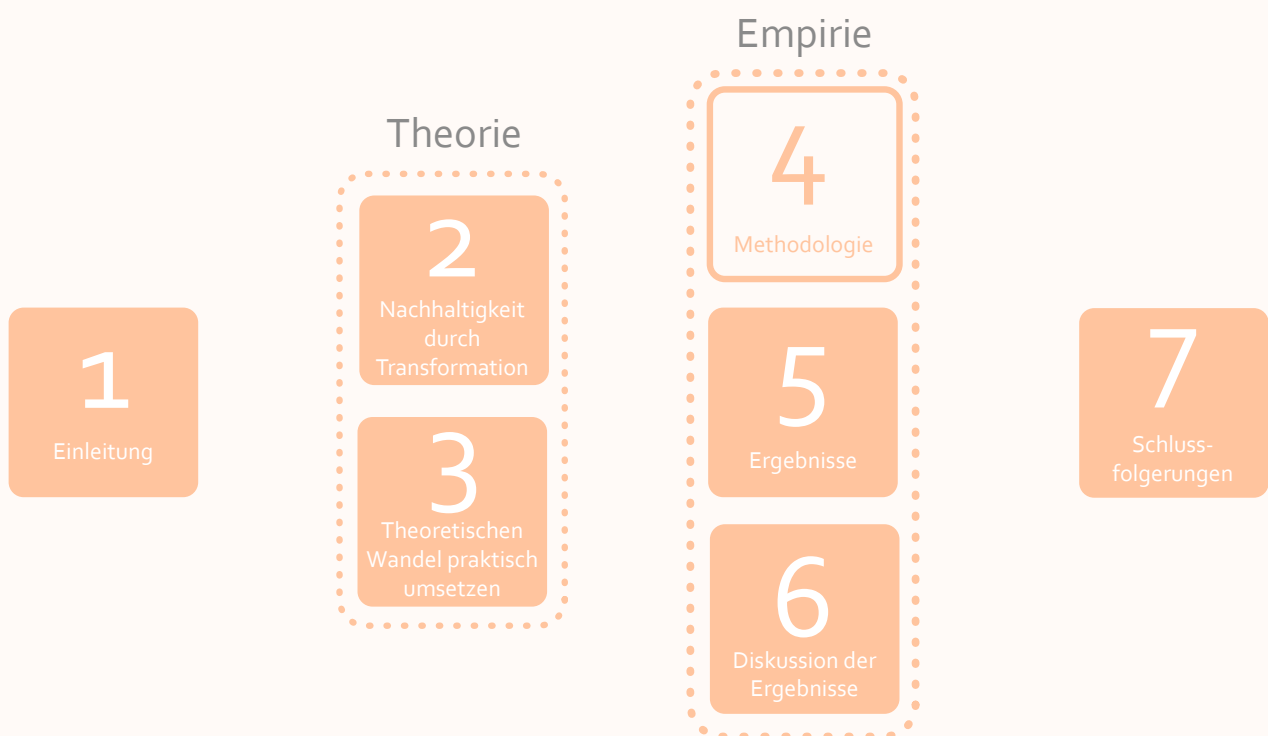 1
Einleitung
Theorie
2
Nachhaltigkeit
durch
Transformation
3
Theoretischen
Wandel praktisch
umsetzen
Empirie
4
Methodologie
5
Ergebnisse
6
Diskussion der
Ergebnisse
7
Schluss-
folgerungen